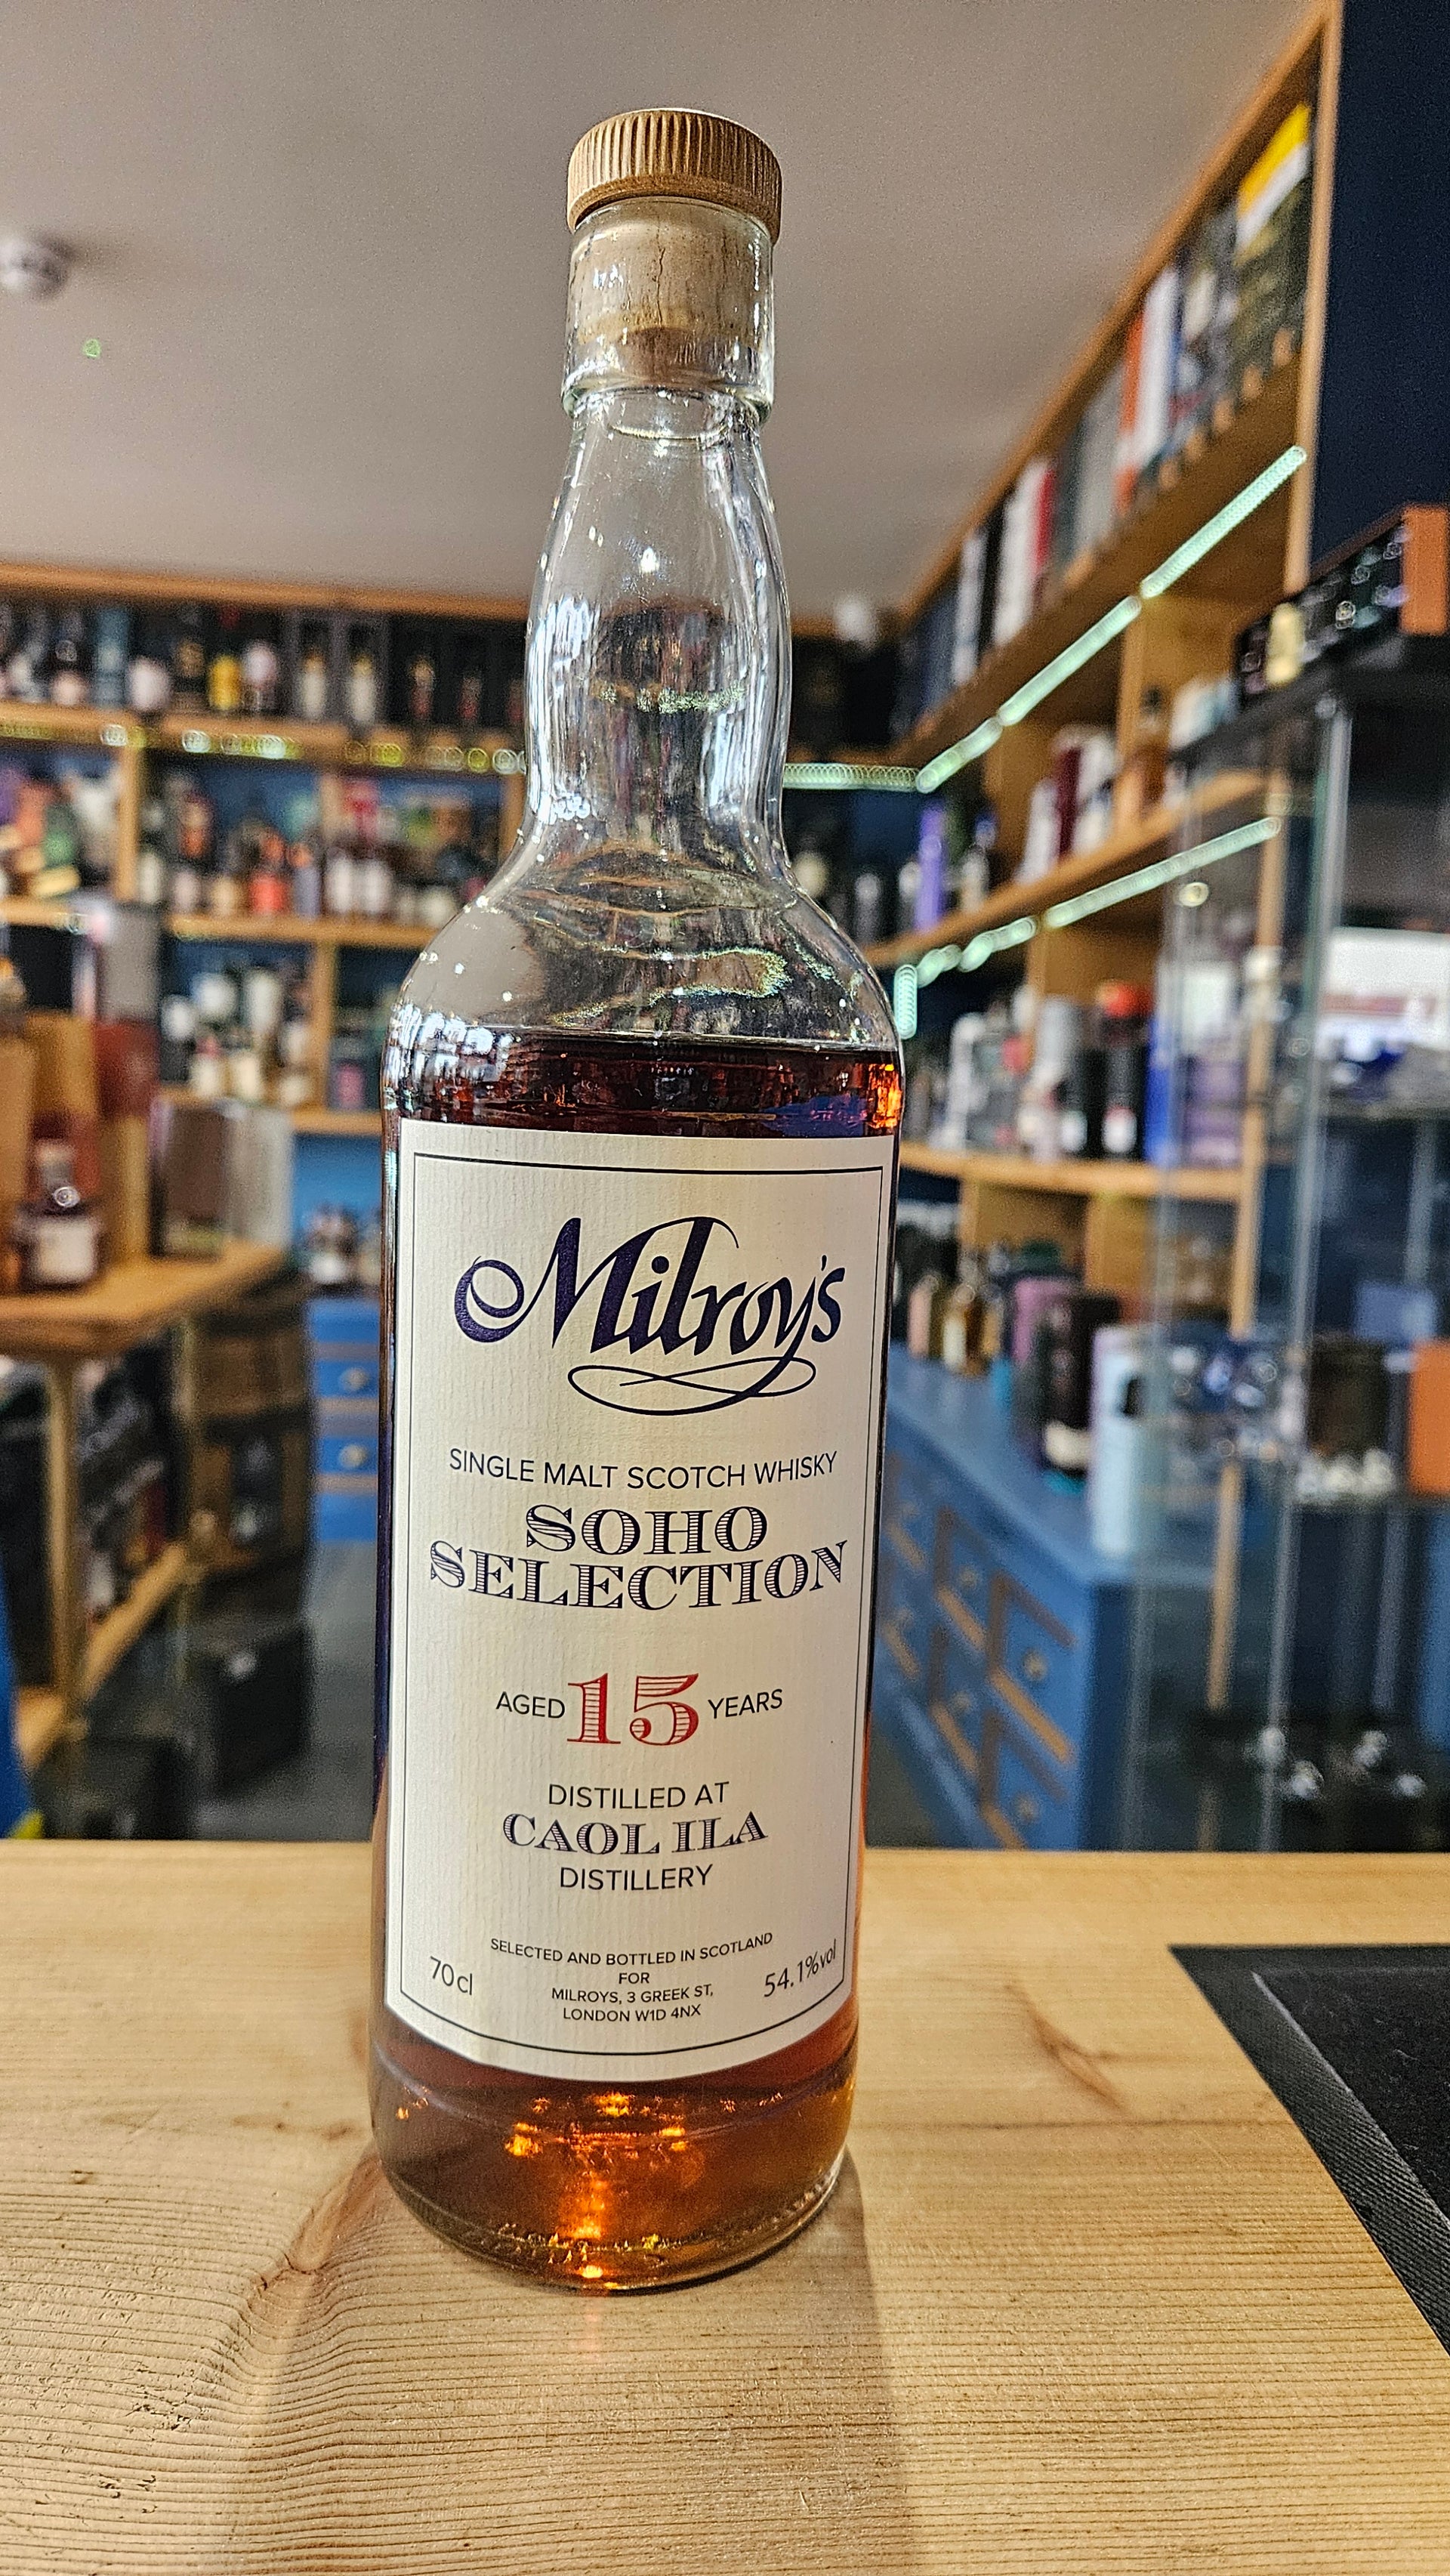 Milroy's
SINGLE MALT SCOTCH WHISKY
SOHO
SELECTION
AGED 15 YEARS
DISTILLED AT
CAOL ILA
DISTILLERY
SELECTED AND BOTTLED IN SCOTLAND
FOR
MILROYS, 3 GREEK ST,
LONDON W1D 4NX
70cl
54.1%vol